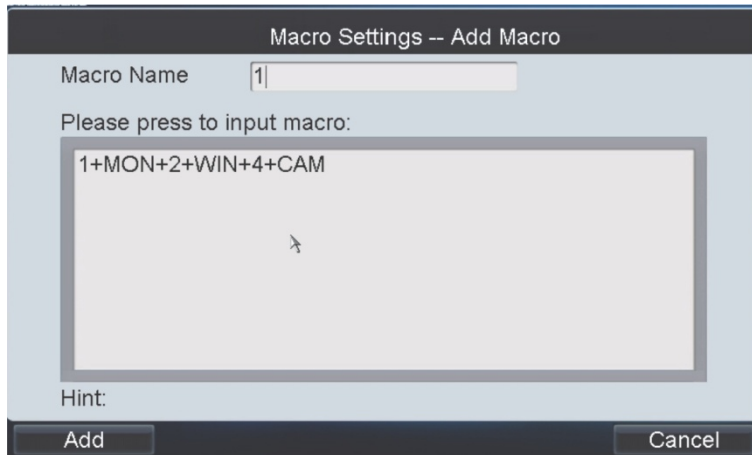 Macro Settings -- Add Macro
Macro Name 1
Please press to input macro:
1+MON+2+WIN+4+CAM
Hint:
Add Cancel